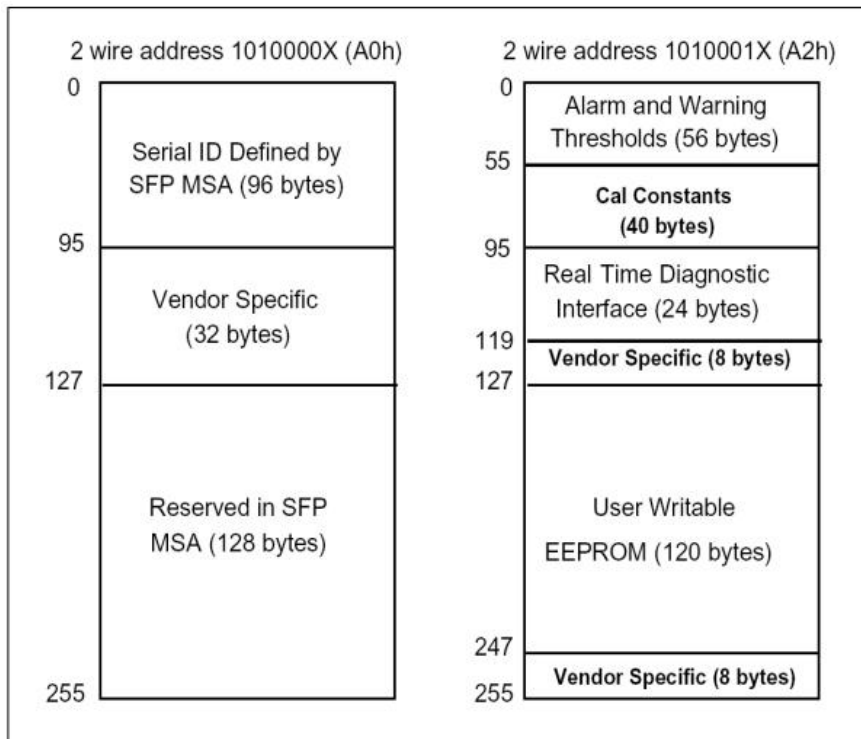 2 wire address 1010000X (A0h)
0
Serial ID Defined by
SFP MSA (96 bytes)
95
Vendor Specific
(32 bytes)
127
Reserved in SFP
MSA (128 bytes)
255
2 wire address 1010001X (A2h)
0
Alarm and Warning
Thresholds (56 bytes)
55
Cal Constants
(40 bytes)
95
Real Time Diagnostic
Interface (24 bytes)
119
Vendor Specific (8 bytes)
127
User Writable
EEPROM (120 bytes)
247
Vendor Specific (8 bytes)
255